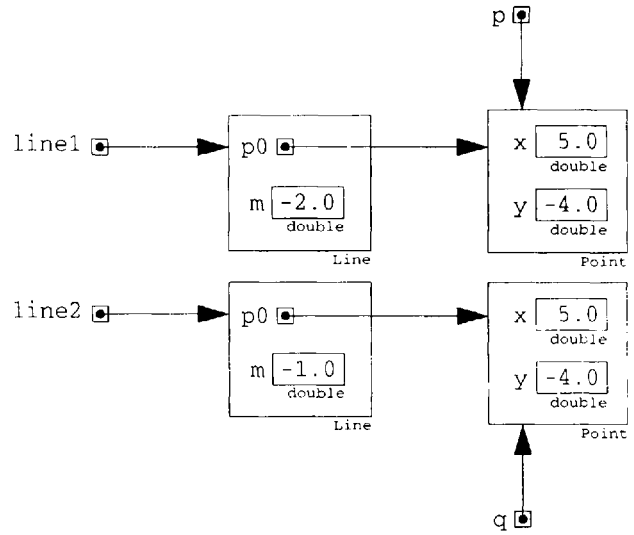 p
line1 p0 x 5.0
double
m -2.0 y -4.0
double double
Line Point
line2 p0 x 5.0
double
m -1.0 y -4.0
double double
Line Point
q